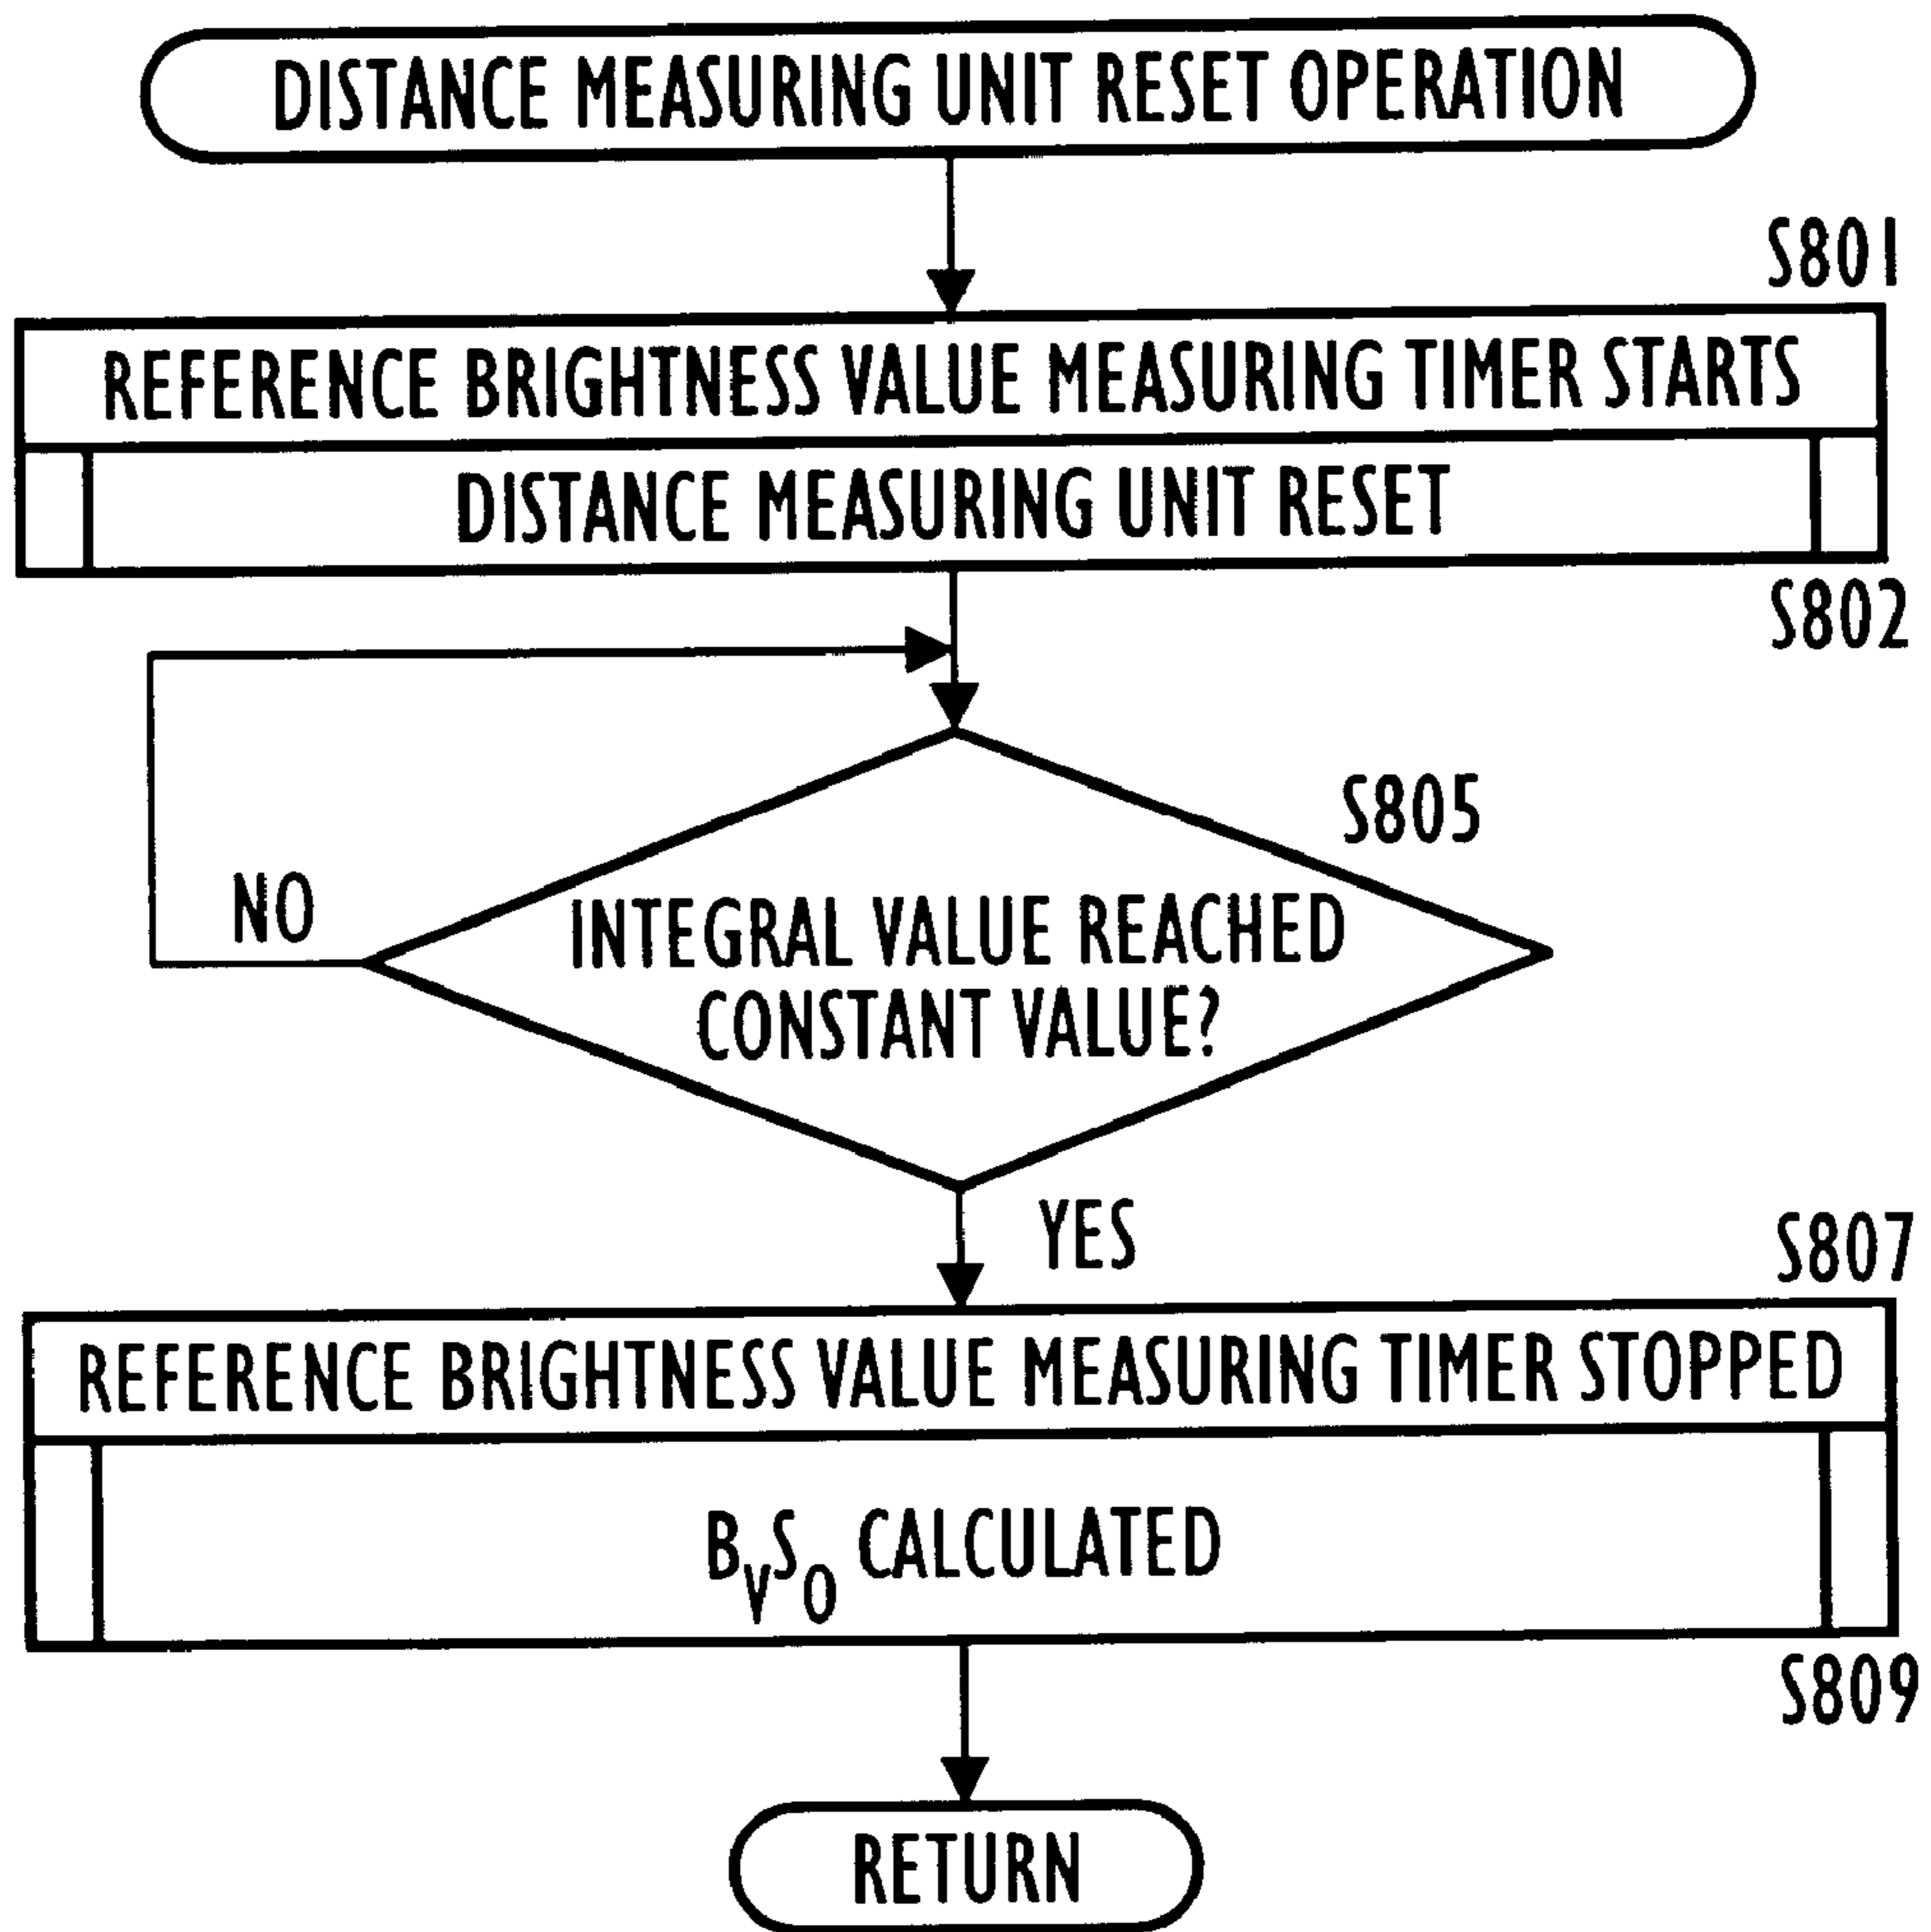 DISTANCE MEASURING UNIT RESET OPERATION
S801
REFERENCE BRIGHTNESS VALUE MEASURING TIMER STARTS
DISTANCE MEASURING UNIT RESET
S802
S805
NO
INTEGRAL VALUE REACHED
CONSTANT VALUE?
YES
S807
REFERENCE BRIGHTNESS VALUE MEASURING TIMER STOPPED
BVS0 CALCULATED
S809
RETURN